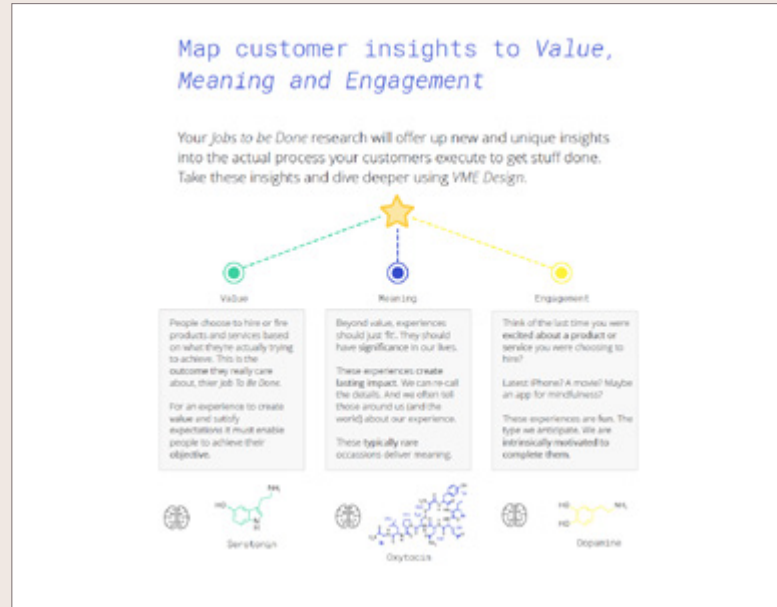 Map customer insights to Value,
Meaning and Engagement
Your Jobs to be Done research will offer up new and unique insights
into the actual process your customers execute to get stuff done.
Take these insights and dive deeper using VME Design.
Value
People choose to hire or fire
products and services based
on what they're actually trying
to achieve. This is the
outcome they really care
about, thier Job To Be Done.
For an experience to create
value and satisfy
expectations it must enable
people to achieve their
objective.
Meaning
Beyond value, experiences
should just 'fit'. They should
have significance in our lives.
These experiences create
lasting impact. We can re-call
the details. And we often tell
those around us (and the
world) about our experience.
These typically rare
occassions deliver meaning.
Engagement
Think of the last time you were
excited about a product or
service you were choosing to
hire?
Latest iPhone? A movie? Maybe
an app for mindfulness?
These experiences are fun. The
type we anticipate. We are
intrinsically motivated to
complete them.
HO
NH₂
Serotonin
Oxytocin
HO
HO
NH₂
Dopamine